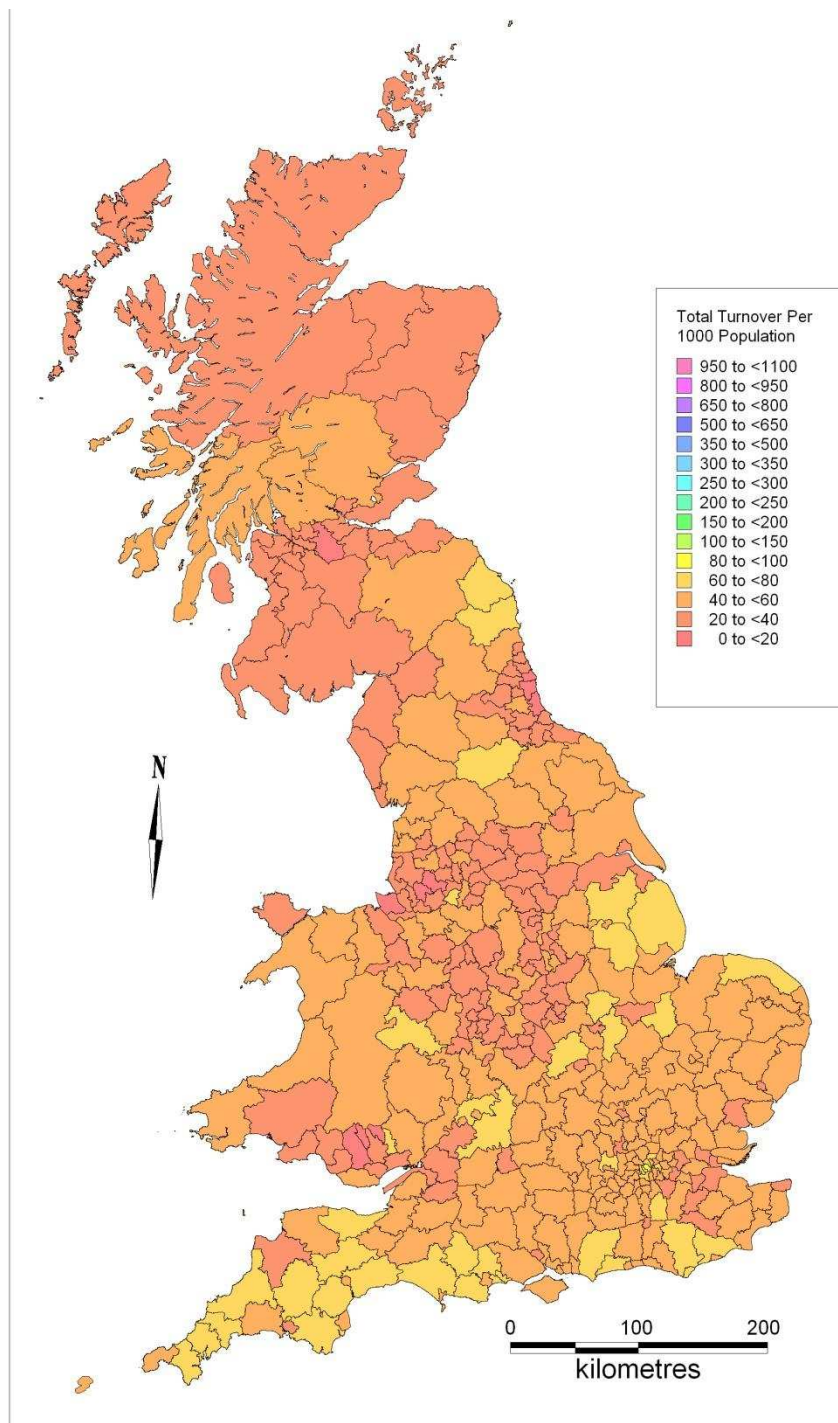 Total Turnover Per
1000 Population
950 to <1100
800 to <950
650 to <800
500 to <650
350 to <500
300 to <350
250 to <300
200 to <250
150 to <200
100 to <150
80 to <100
60 to <80
40 to <60
20 to <40
0 to <20
N
0 100 200
kilometres